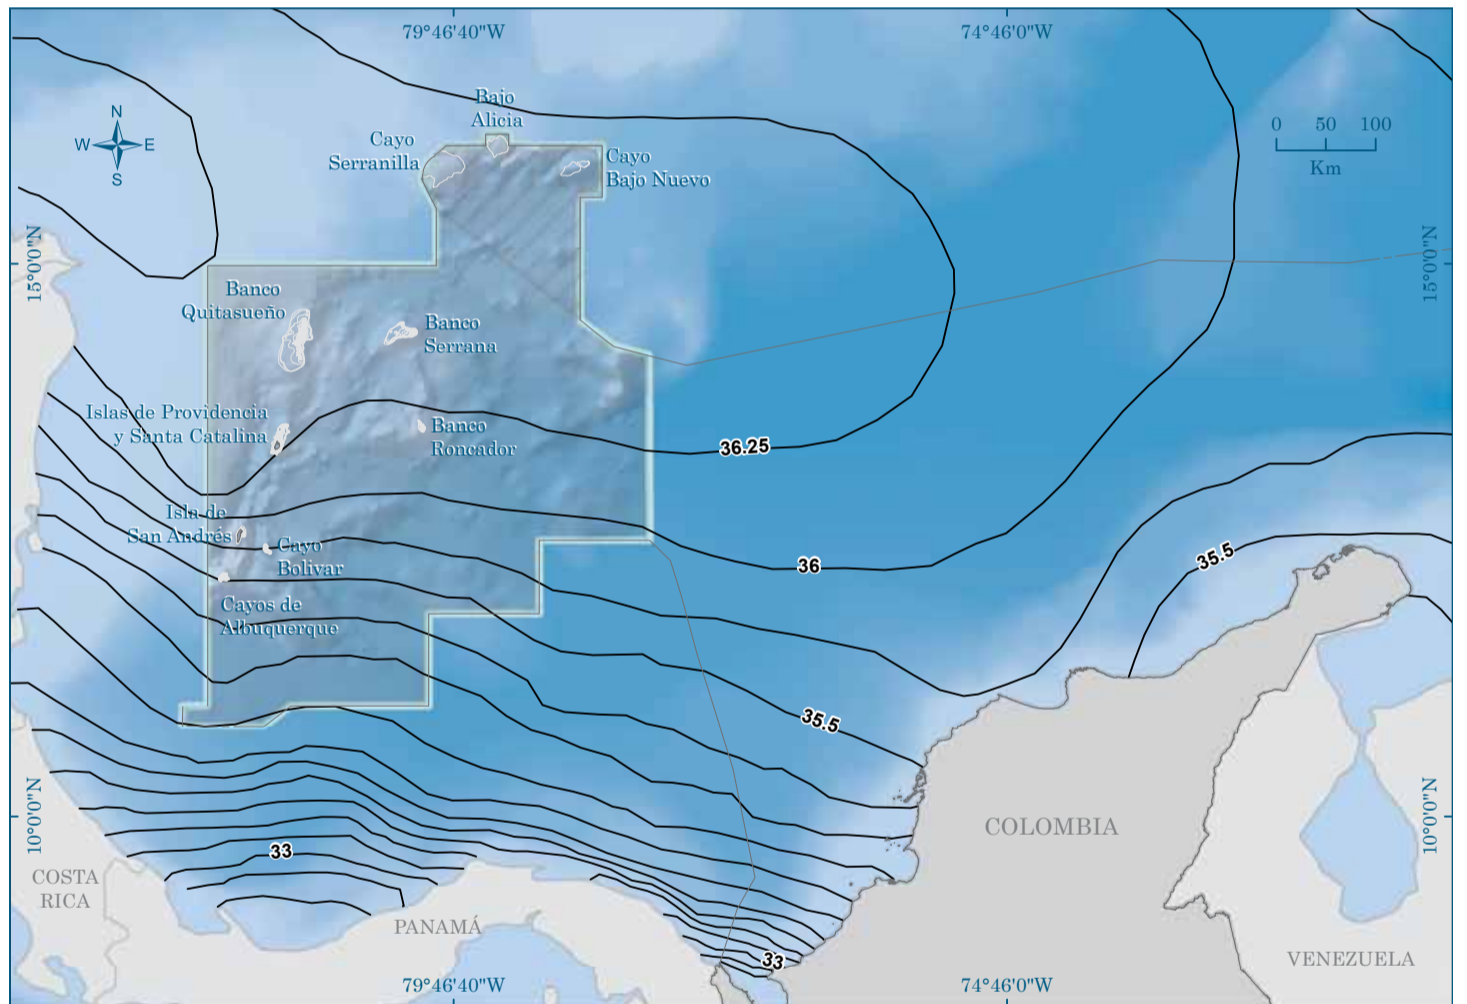 79°46'40"W
74°46'0"W
N
W
E
S
Bajo
Alicia
Cayo
Serranilla
Cayo
Bajo Nuevo
0
50
100
Km
15°0'0"N
15°0'0"N
Banco
Quitasueño
Banco
Serrana
Islas de Providencia
y Santa Catalina
Banco
Roncador
36.25
Isla de
San Andrés
Cayo
Bolivar
36
35.5
Cayos de
Albuquerque
35.5
10°0'0"N
10°0'0"N
COLOMBIA
33
COSTA
RICA
PANAMÁ
33
VENEZUELA
79°46'40"W
74°46'0"W